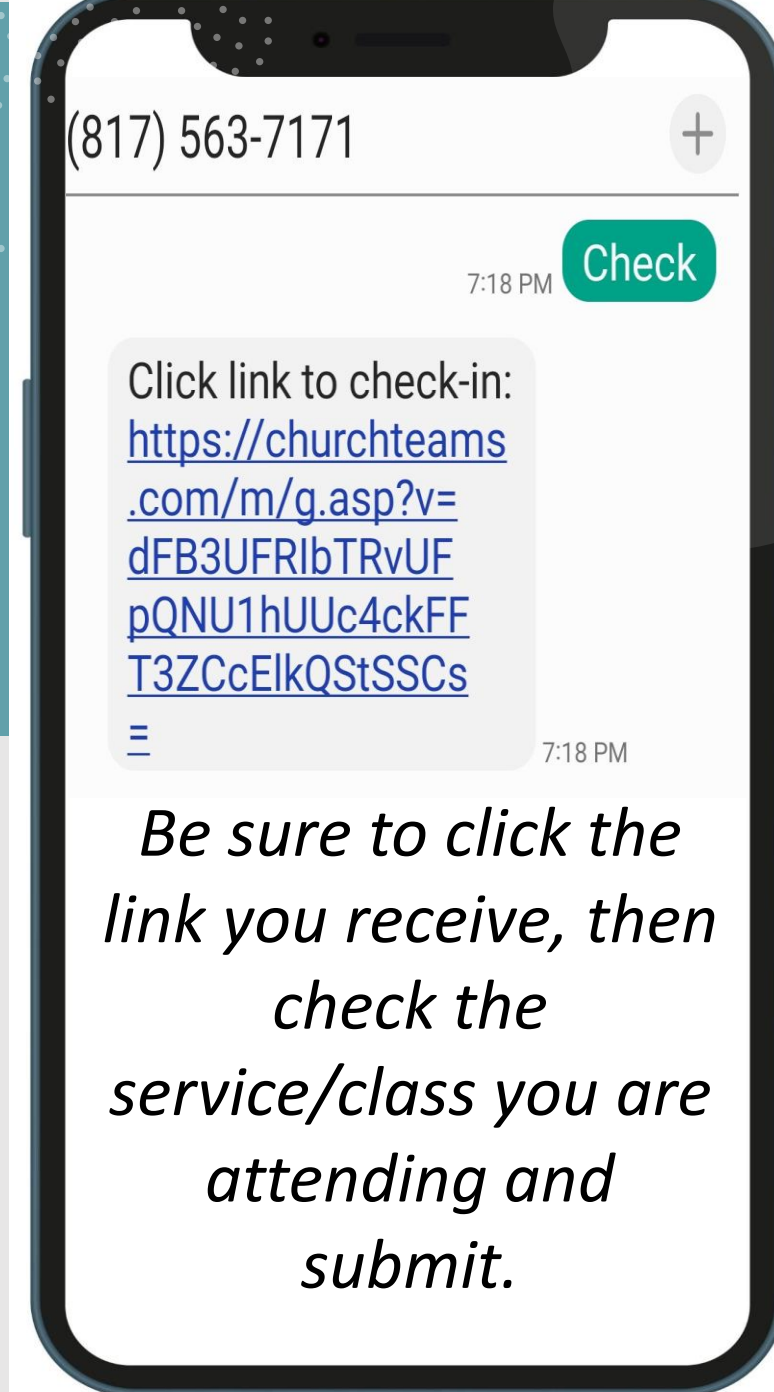 (817) 563-7171
+
Check
7:18 PM
Click link to check-in:
https://churchteams
.com/m/g.asp?v=
dFB3UFRIbTRvUF
pQNU1hUUc4ckFF
T3ZCcElkQStSSCs
=
7:18 PM
Be sure to click the
link you receive, then
check the
service/class you are
attending and
submit.